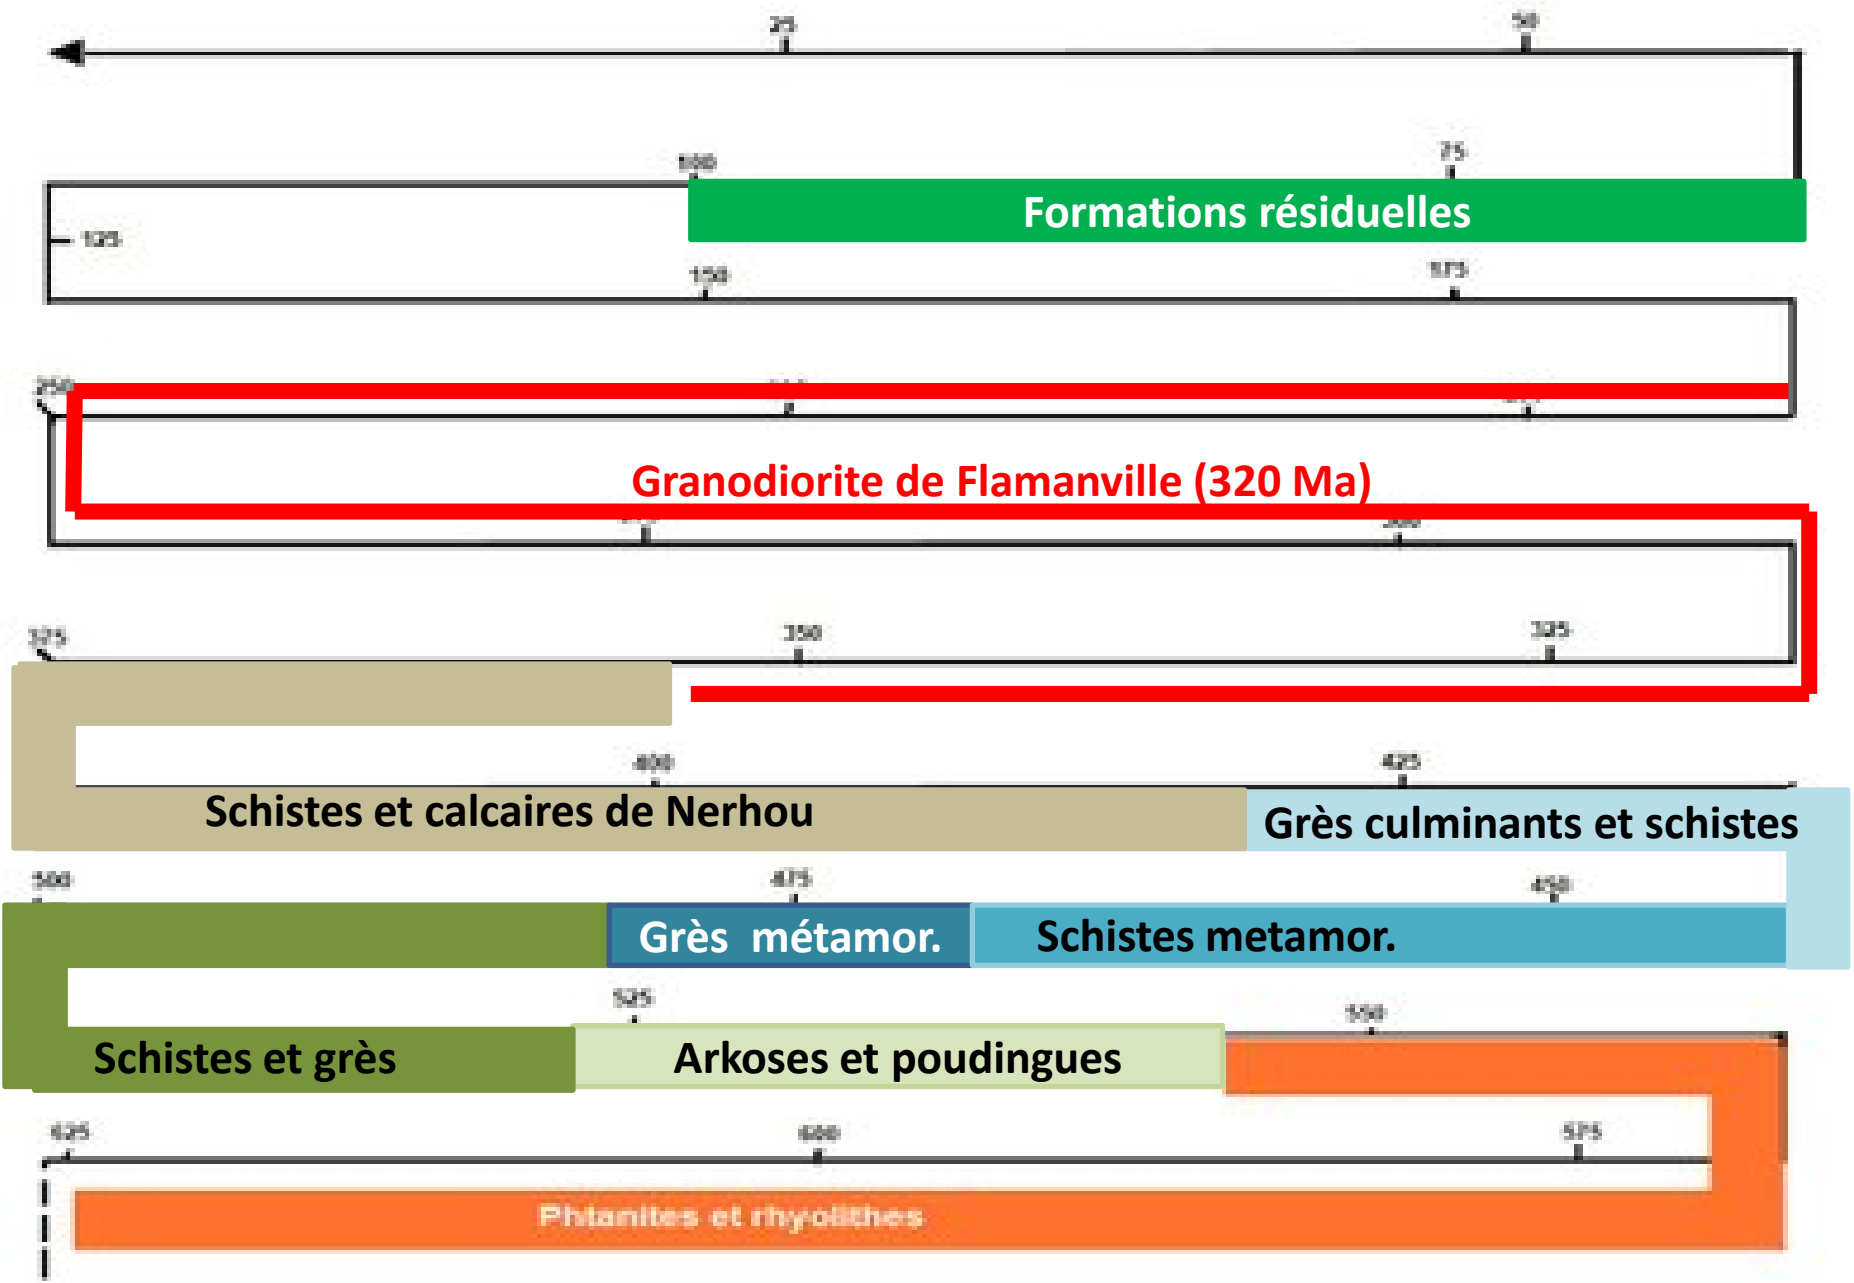 25 50
100 75
Formations résiduelles
125
150 175
250
Granodiorite de Flamanville (320 Ma)
375 350 325
400 425
Schistes et calcaires de Nerhou
Grès culminants et schistes
500 475 450
Grès métamor.
Schistes metamor.
525 550
Schistes et grès
Arkoses et poudingues
625 600 575
Phtanites et rhyolithes